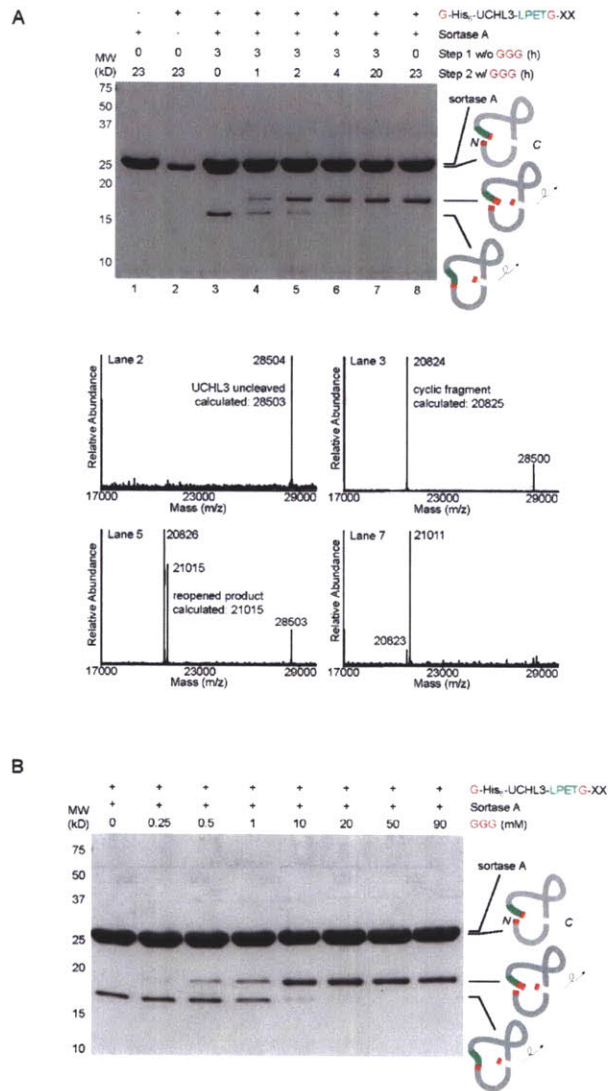 A
- + + + + + + + G-His6-UCHL3-LPETG-XX
+ - + + + + + + Sortase A
MW 0 0 3 3 3 3 3 0 Step 1 w/o GGG (h)
(kD) 23 23 0 1 2 4 20 23 Step 2 w/ GGG (h)
75
50
37
sortase A
N C
25
20
15
10
1 2 3 4 5 6 7 8
Lane 2 28504
UCHL3 uncleaved
calculated: 28503
Relative Abundance
17000 23000 29000
Mass (m/z)
Lane 3 20824
cyclic fragment
calculated: 20825
28500
Relative Abundance
17000 23000 29000
Mass (m/z)
Lane 5 20826
21015
reopened product
calculated: 21015
28503
Relative Abundance
17000 23000 29000
Mass (m/z)
Lane 7 21011
20823
Relative Abundance
17000 23000 29000
Mass (m/z)
B
+ + + + + + + + G-His6-UCHL3-LPETG-XX
MW + + + + + + + + Sortase A
(kD) 0 0.25 0.5 1 10 20 50 90 GGG (mM)
75
50
37
sortase A
N C
25
20
15
10